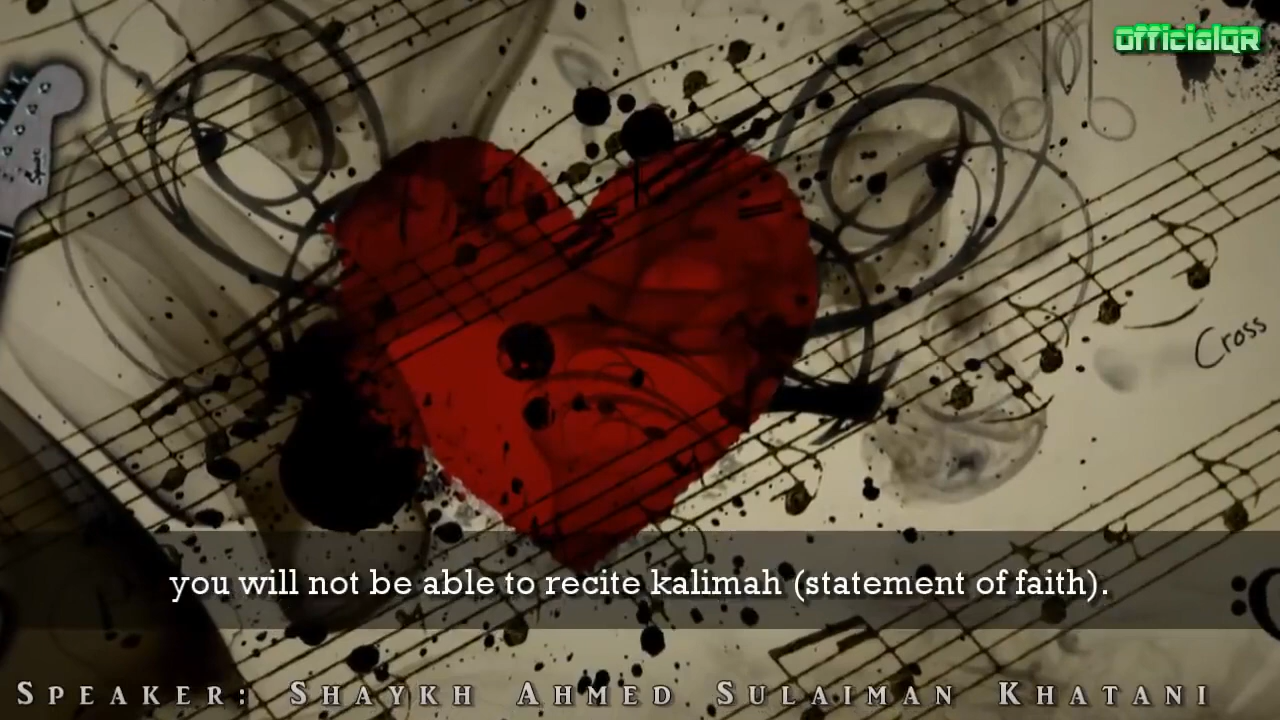 officialQR
Cross
you will not be able to recite kalimah (statement of faith).
Speaker: Shaykh Ahmed Sulaiman Khatani